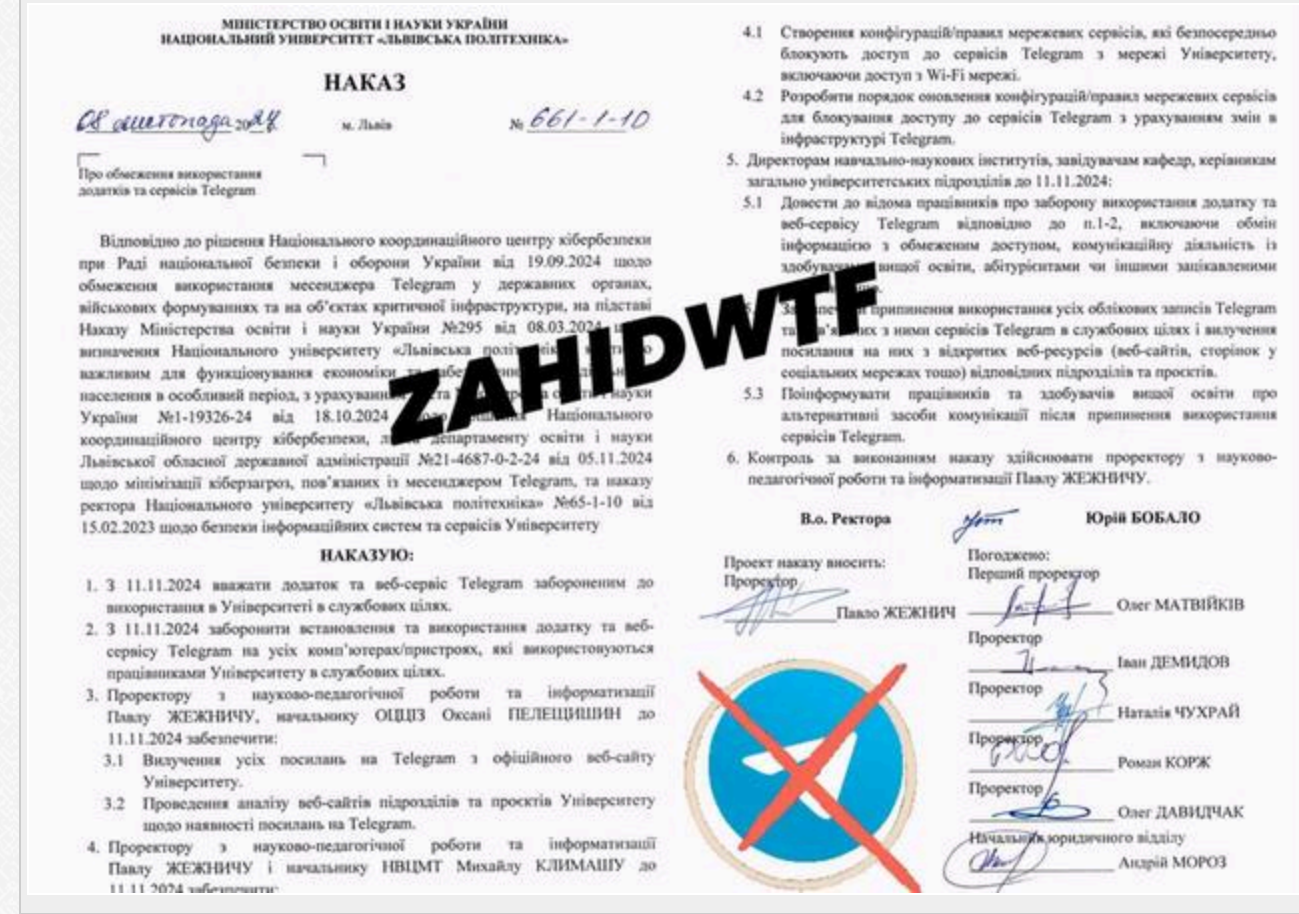 МІНІСТЕРСТВО ОСВІТИ І НАУКИ УКРАЇНИ
НАЦІОНАЛЬНИЙ УНІВЕРСИТЕТ «ЛЬВІВСЬКА ПОЛІТЕХНІКА»
НАКАЗ
08 листопада 2024 м. Львів № 661-1-10
Про обмеження використання
додатків та сервісів Telegram
Відповідно до рішення Національного координаційного центру кібербезпеки
при Раді національної безпеки і оборони України від 19.09.2024 щодо
обмеження використання месенджера Telegram у державних органах,
військових формуваннях та на об’єктах критичної інфраструктури, на підставі
Наказу Міністерства освіти і науки України №295 від 08.03.2024
визначення Національного університету «Львівська
важливим для функціонування економіки
населення в особливий період, з урахуванням науки
України №1-19326-24 від 18.10.2024 Національного
координаційного центру кібербезпеки, департаменту освіти і науки
Львівської обласної державної адміністрації №21-4687-0-2-24 від 05.11.2024
щодо мінімізації кіберзагроз, пов’язаних із месенджером Telegram, та наказу
ректора Національного університету «Львівська політехніка» №65-1-10 від
15.02.2023 щодо безпеки інформаційних систем та сервісів Університету
НАКАЗУЮ:
1. З 11.11.2024 вважати додаток та веб-сервіс Telegram забороненим до
використання в Університеті в службових цілях.
2. З 11.11.2024 заборонити встановлення та використання додатку та веб-
сервісу Telegram на усіх комп’ютерах/пристроях, які використовуються
працівниками Університету в службових цілях.
3. Проректору з науково-педагогічної роботи та інформатизації
Павлу ЖЕЖНИЧУ, начальнику ОЦЦІЗ Оксані ПЕЛЕЩИШИН до
11.11.2024 забезпечити:
3.1 Вилучення усіх посилань на Telegram з офіційного веб-сайту
Університету.
3.2 Проведення аналізу веб-сайтів підрозділів та проєктів Університету
щодо наявності посилань на Telegram.
4. Проректору з науково-педагогічної роботи та інформатизації
Павлу ЖЕЖНИЧУ і начальнику НВЦМТ Михайлу КЛИМАШУ до
11.11.2024 забезпечити:
4.1 Створення конфігурацій/правил мережевих сервісів, які безпосередньо
блокують доступ до сервісів Telegram з мережі Університету,
включаючи доступ з Wi-Fi мережі.
4.2 Розробити порядок оновлення конфігурацій/правил мережевих сервісів
для блокування доступу до сервісів Telegram з урахуванням змін в
інфраструктурі Telegram.
5. Директорам навчально-наукових інститутів, завідувачам кафедр, керівникам
загально університетських підрозділів до 11.11.2024:
5.1 Довести до відома працівників про заборону використання додатку та
веб-сервісу Telegram відповідно до п.1-2, включаючи обмін
інформацією з обмеженим доступом, комунікаційну діяльність із
здобувачами вищої освіти, абітурієнтами чи іншими зацікавленими
припинення використання усіх облікових записів Telegram
з ними сервісів Telegram в службових цілях і вилучення
посилання на них з відкритих веб-ресурсів (веб-сайтів, сторінок у
соціальних мережах тощо) відповідних підрозділів та проєктів.
5.3 Поінформувати працівників та здобувачів вищої освіти про
альтернативні засоби комунікації після припинення використання
сервісів Telegram.
6. Контроль за виконанням наказу здійснювати проректору з науково-
педагогічної роботи та інформатизації Павлу ЖЕЖНИЧУ.
В.о. Ректора Юрій БОБАЛО
Проект наказу вносить:
Проректор
Павло ЖЕЖНИЧ
Погоджено:
Перший проректор
Олег МАТВІЙКІВ
Проректор
Іван ДЕМИДОВ
Проректор
Наталія ЧУХРАЙ
Проректор
Роман КОРЖ
Проректор
Олег ДАВИДЧАК
Начальник юридичного відділу
Андрій МОРОЗ
ZAHIDWTF